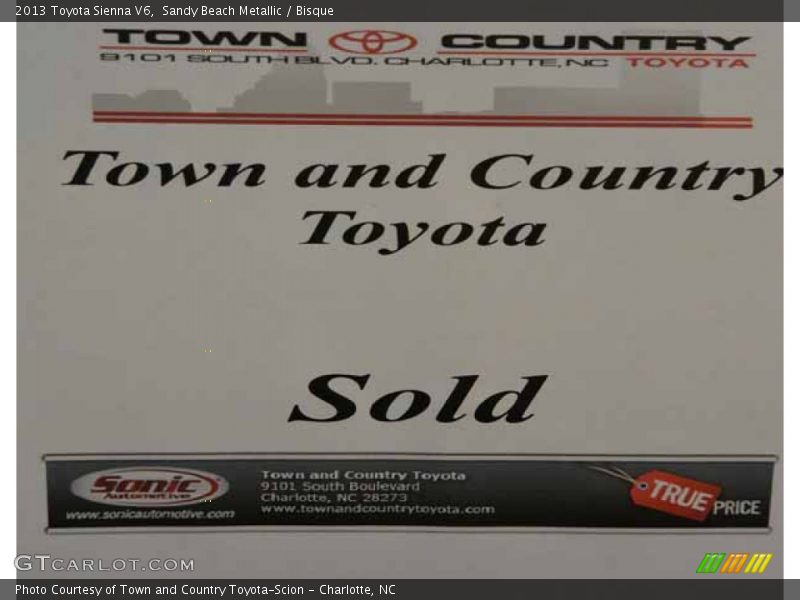 2013 Toyota Sienna V6, Sandy Beach Metallic / Bisque
TOWN COUNTRY
9101 SOUTH BLVD. CHARLOTTE, NC TOYOTA
Town and Country
Toyota
Sold
Sonic
Automotive
www.sonicautomotive.com
Town and Country Toyota
9101 South Boulevard
Charlotte, NC 28273
www.townandcountrytoyota.com
TRUE PRICE
GTCARLOT.COM
Photo Courtesy of Town and Country Toyota-Scion - Charlotte, NC